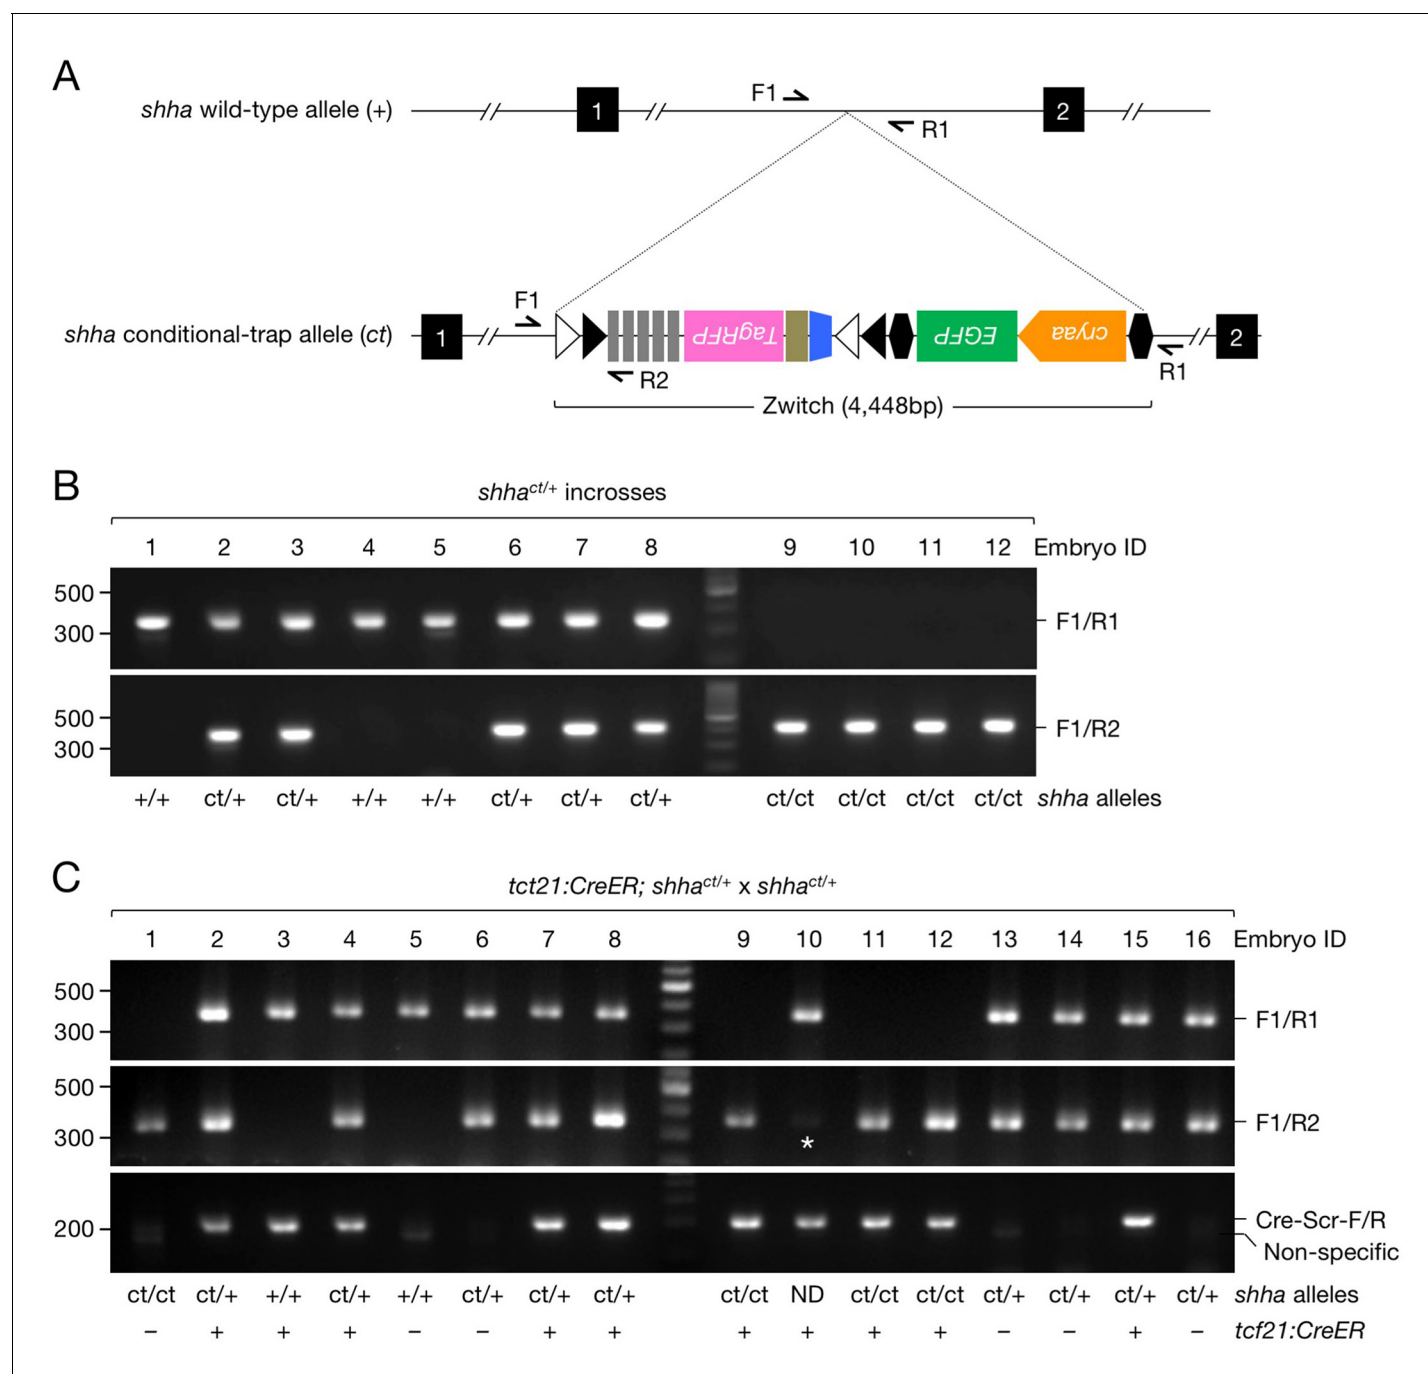 A
shha wild-type allele (+)
1
F1
R1
2
shha conditional-trap allele (ct)
1
F1
R2
TagRFP
EGFP
cryaa
R1
2
Zwitch (4,448bp)
B
shha^ct/+ incrosses
1 2 3 4 5 6 7 8 9 10 11 12 Embryo ID
500
300
F1/R1
500
300
F1/R2
+/+ ct/+ ct/+ +/+ +/+ ct/+ ct/+ ct/+ ct/ct ct/ct ct/ct ct/ct shha alleles
C
tct21:CreER; shha^ct/+ x shha^ct/+
1 2 3 4 5 6 7 8 9 10 11 12 13 14 15 16 Embryo ID
500
300
F1/R1
500
300
*
F1/R2
200
Cre-Scr-F/R
Non-specific
ct/ct ct/+ +/+ ct/+ +/+ ct/+ ct/+ ct/+ ct/ct ND ct/ct ct/ct ct/+ ct/+ ct/+ ct/+ shha alleles
– + + + – – + + + + + + – – + – tcf21:CreER